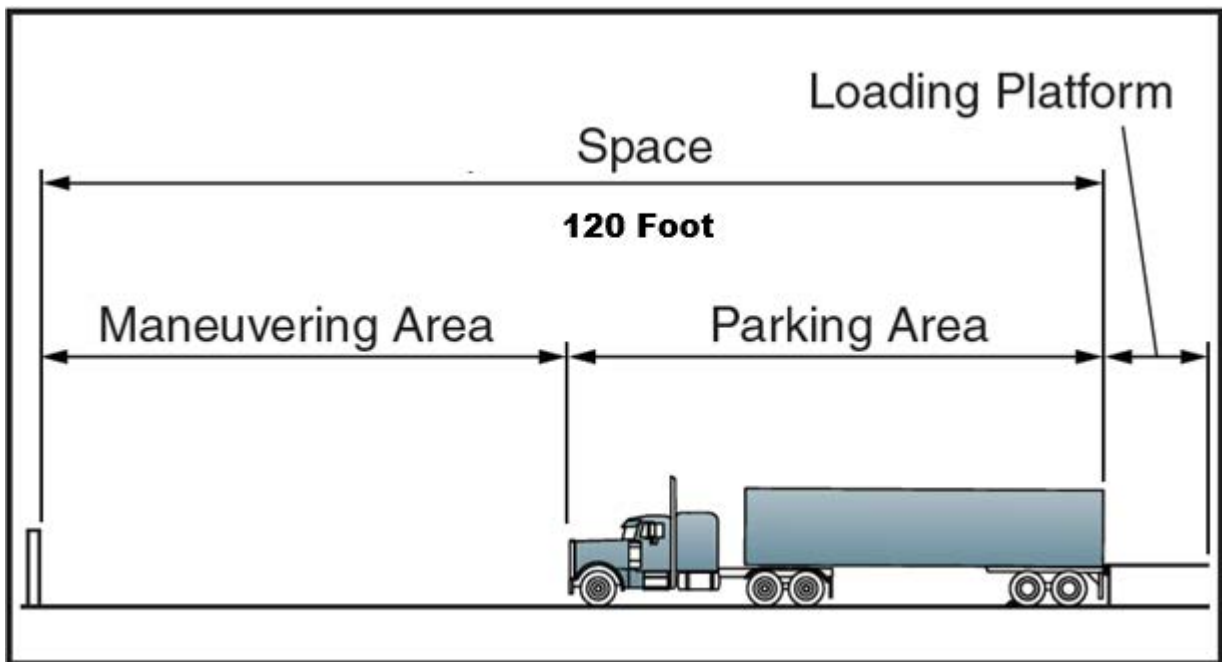 Loading Platform
Space
120 Foot
Maneuvering Area
Parking Area